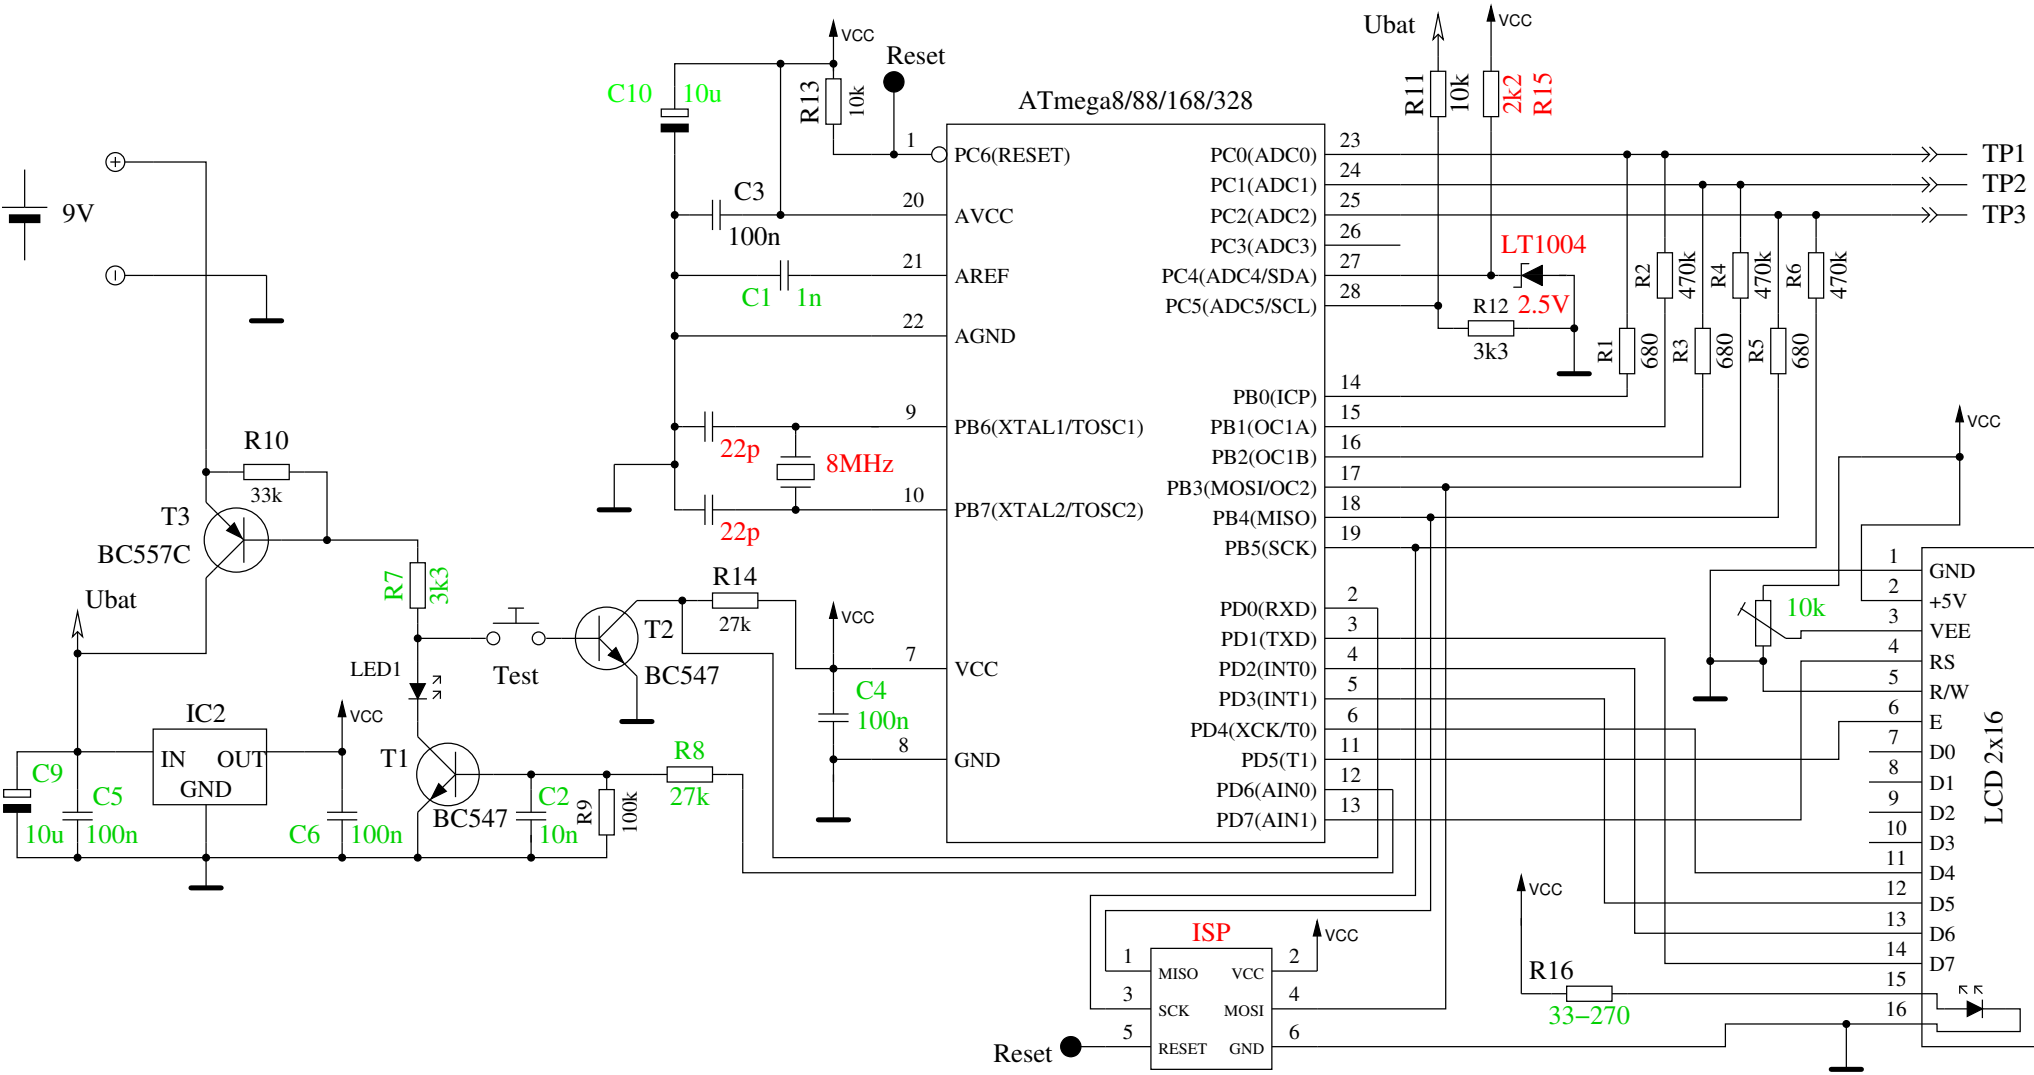 9V
R10
33k
T3
BC557C
Ubat
R7
3k3
LED1
Test
T2
BC547
R14
27k
VCC
IC2
IN
OUT
GND
VCC
C9
10u
C5
100n
C6
100n
T1
BC547
C2
10n
R9
100k
R8
27k
C4
100n
C10
10u
VCC
R13
10k
Reset
C3
100n
C1
1n
22p
8MHz
22p
ATmega8/88/168/328
1
PC6(RESET)
20
AVCC
21
AREF
22
AGND
9
PB6(XTAL1/TOSC1)
10
PB7(XTAL2/TOSC2)
7
VCC
8
GND
PC0(ADC0)
23
PC1(ADC1)
24
PC2(ADC2)
25
PC3(ADC3)
26
PC4(ADC4/SDA)
27
PC5(ADC5/SCL)
28
PB0(ICP)
14
PB1(OC1A)
15
PB2(OC1B)
16
PB3(MOSI/OC2)
17
PB4(MISO)
18
PB5(SCK)
19
PD0(RXD)
2
PD1(TXD)
3
PD2(INT0)
4
PD3(INT1)
5
PD4(XCK/T0)
6
PD5(T1)
11
PD6(AIN0)
12
PD7(AIN1)
13
Ubat
VCC
R11
10k
2k2
R15
LT1004
2.5V
R12
3k3
TP1
TP2
TP3
R2
470k
R4
470k
R6
470k
R1
680
R3
680
R5
680
VCC
10k
1
GND
2
+5V
3
VEE
4
RS
5
R/W
6
E
7
D0
8
D1
9
D2
10
D3
11
D4
12
D5
13
D6
14
D7
15
16
LCD 2x16
VCC
R16
33–270
ISP
VCC
1
MISO
VCC
2
3
SCK
MOSI
4
5
RESET
GND
6
Reset